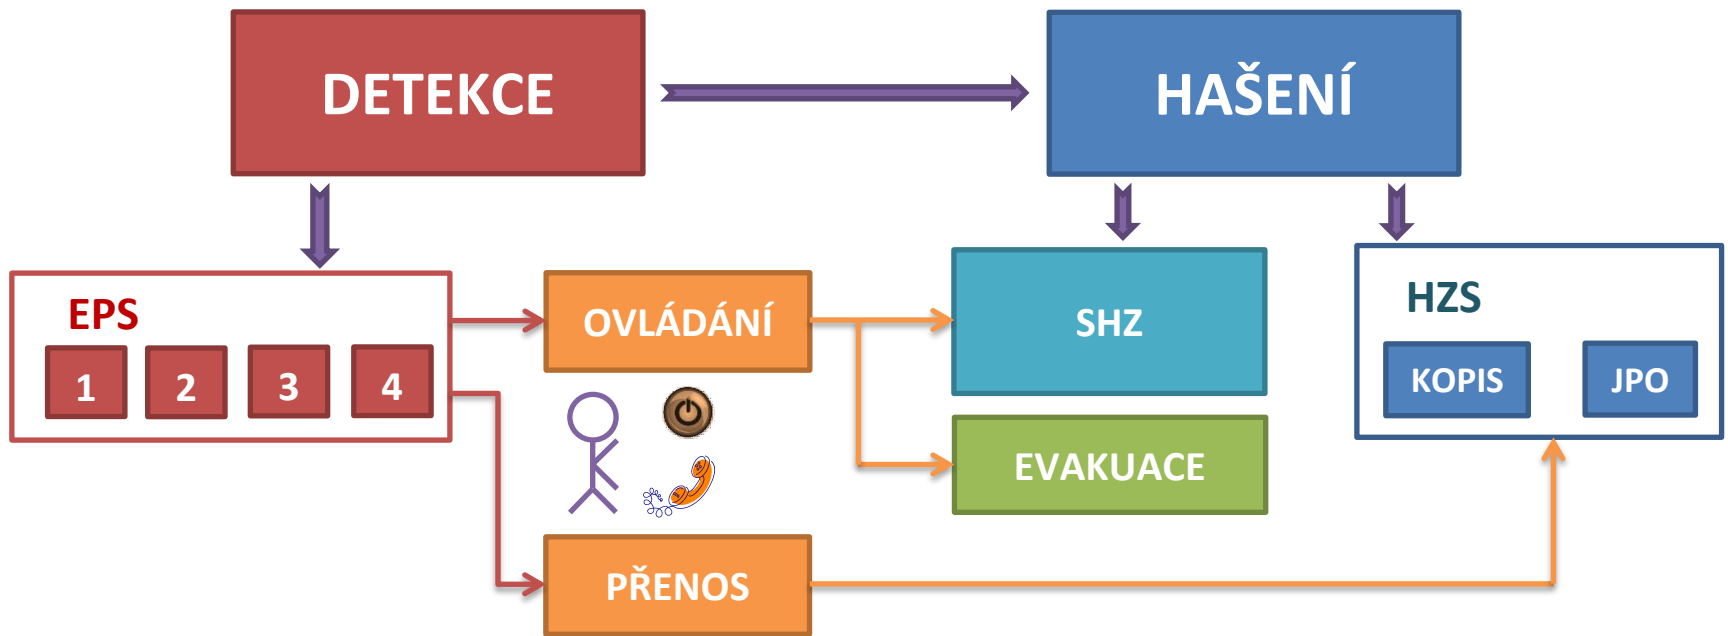 DETEKCE
HAŠENÍ
EPS
1
2
3
4
OVLÁDÁNÍ
SHZ
HZS
KOPIS
JPO
EVAKUACE
PŘENOS